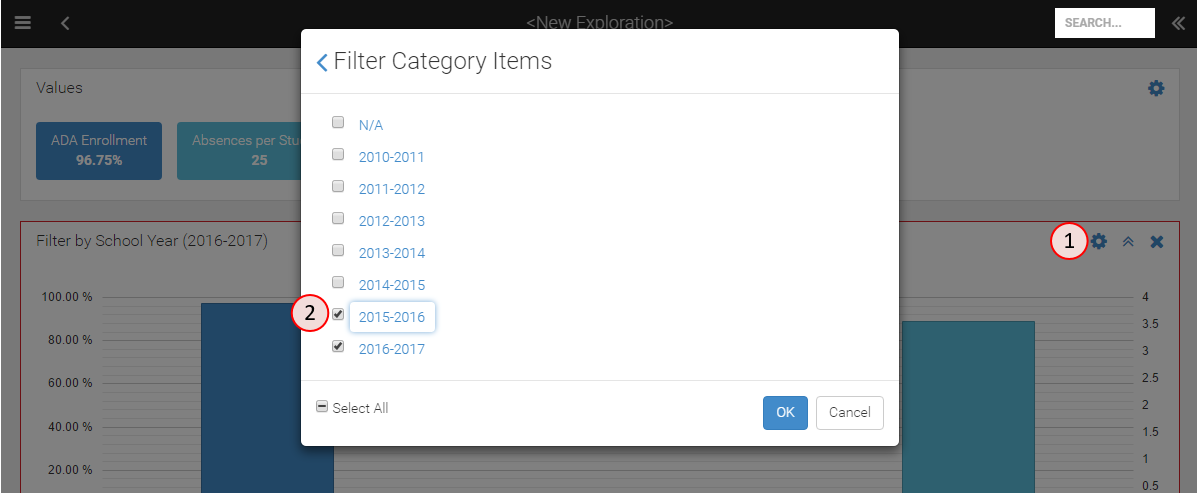 <New Exploration>
SEARCH...
Filter Category Items
Values
ADA Enrollment
96.75%
Absences per Stu
25
N/A
2010-2011
2011-2012
2012-2013
2013-2014
2014-2015
2 2015-2016
2016-2017
Filter by School Year (2016-2017)
1
100.00 %
80.00 %
60.00 %
40.00 %
20.00 %
4
3.5
3
2.5
2
1.5
1
0.5
Select All
OK
Cancel